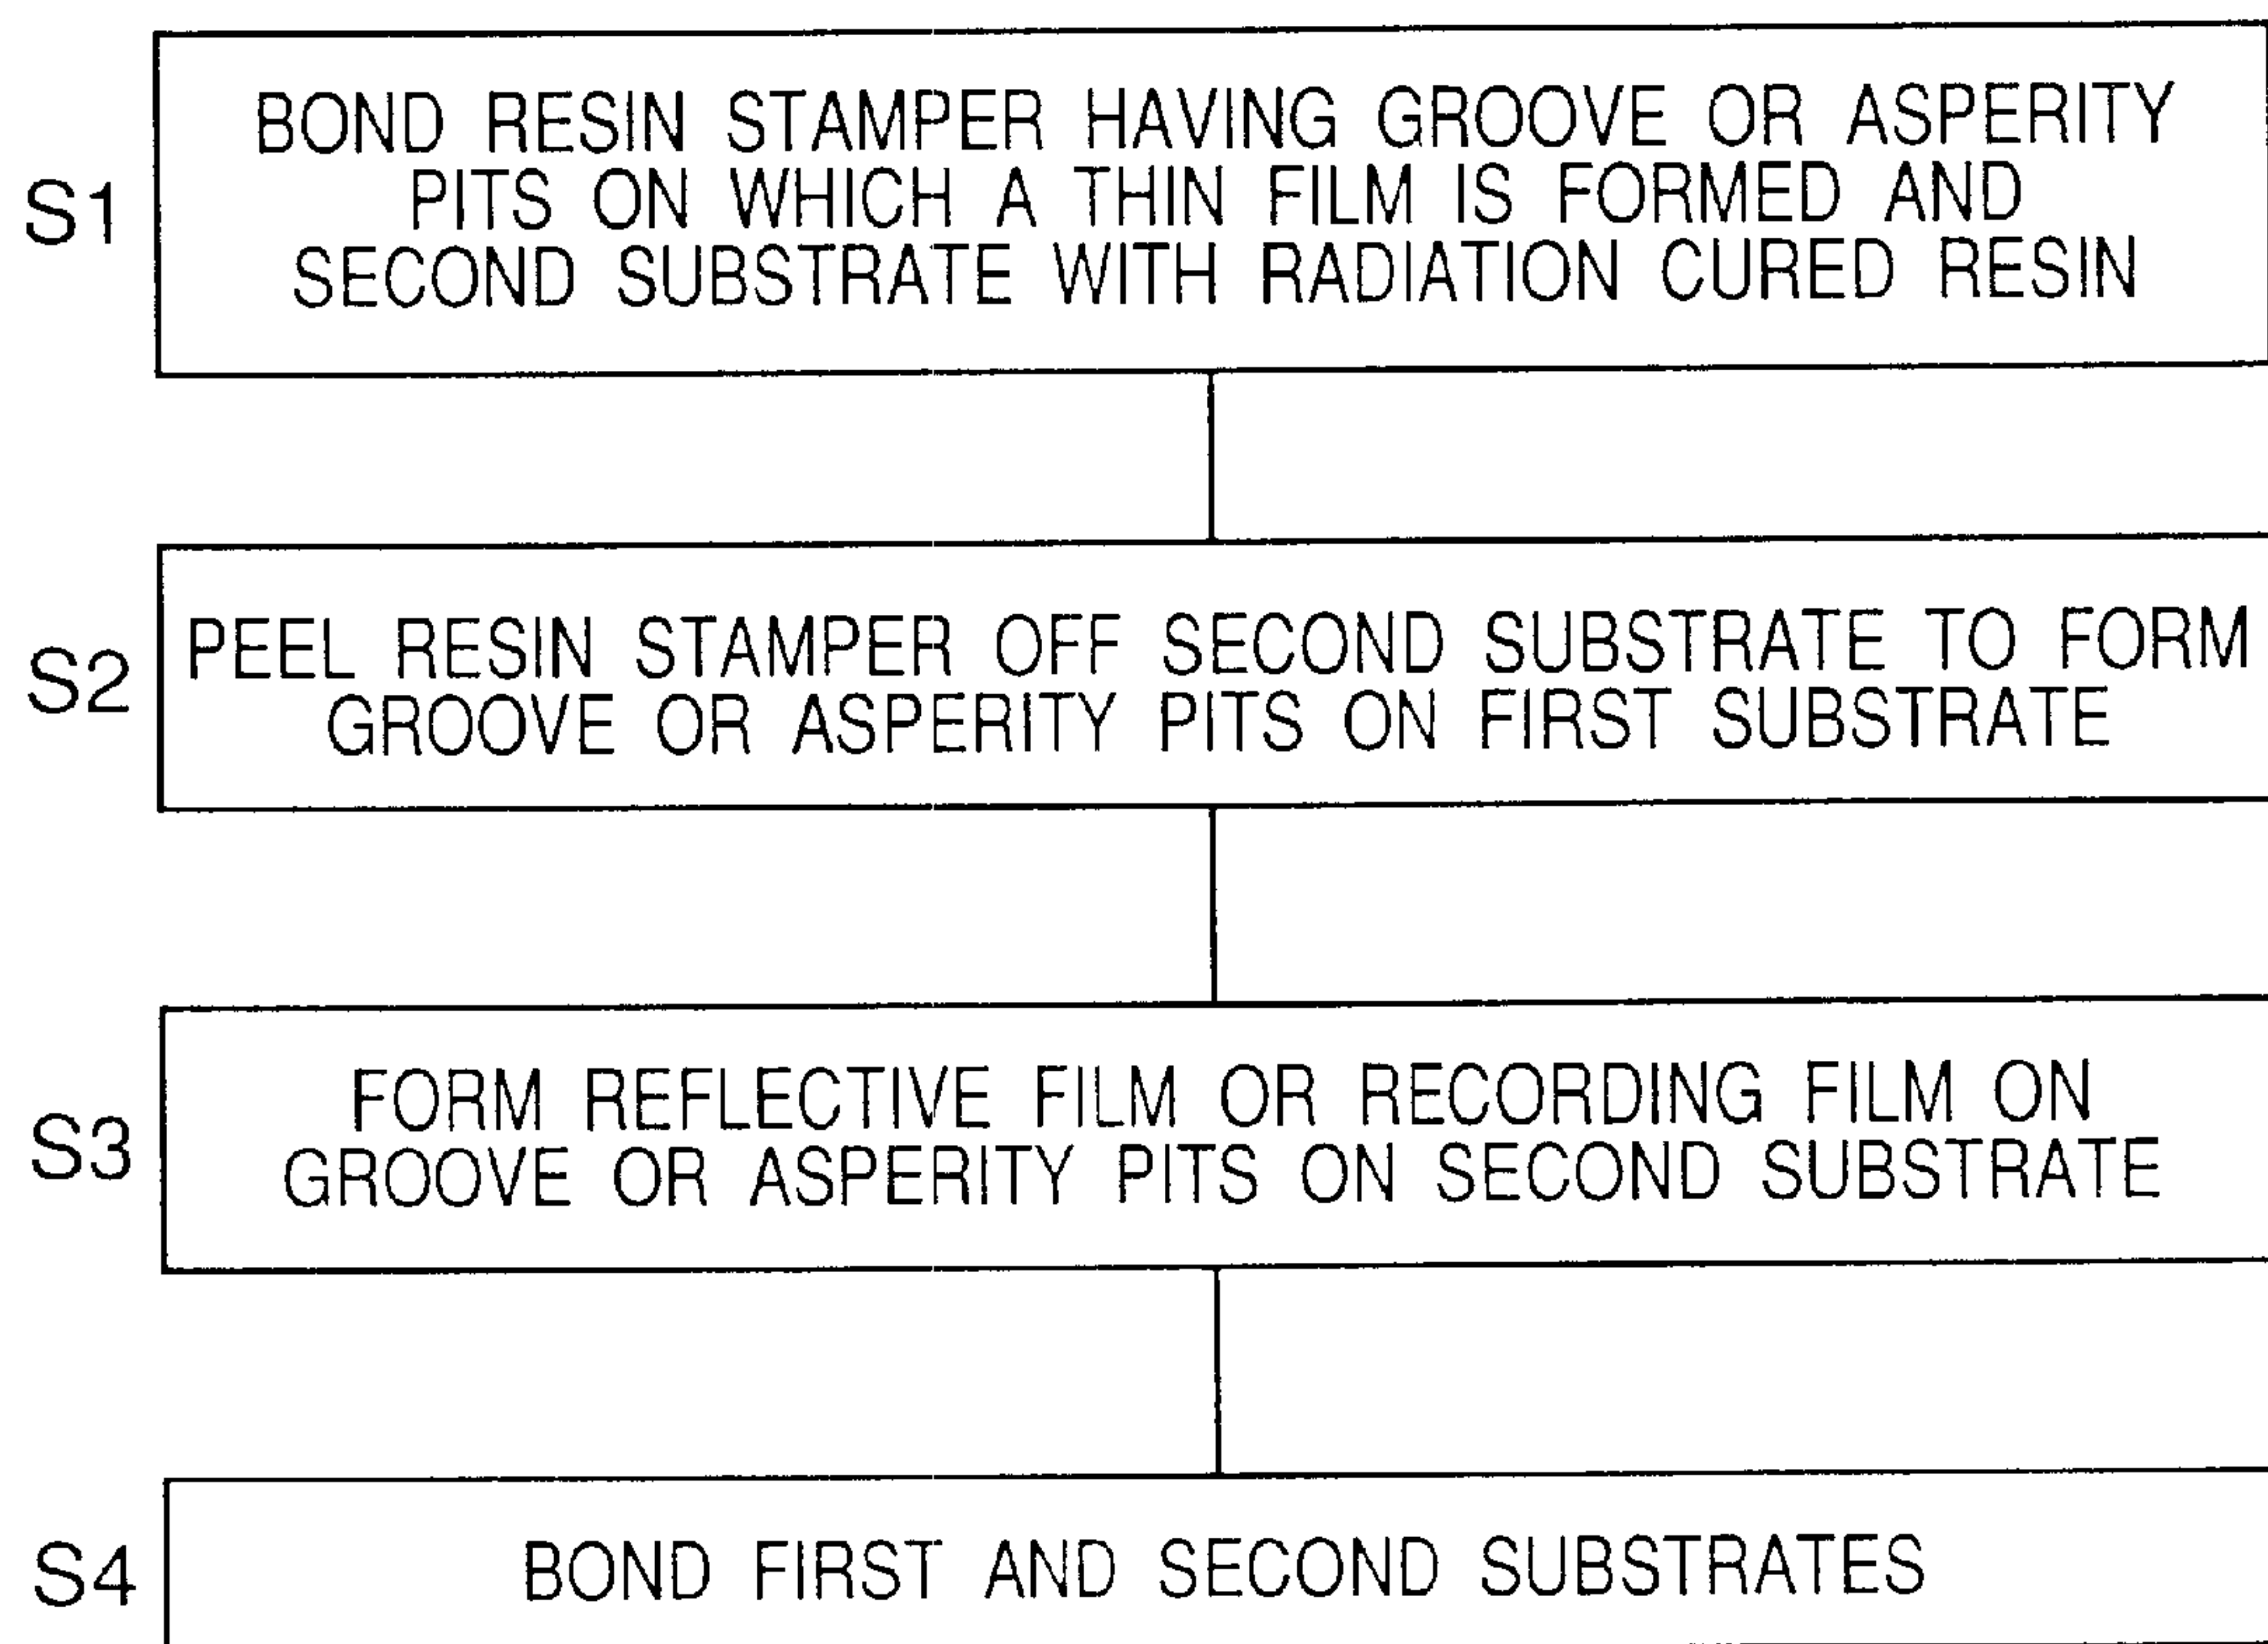 BOND RESIN STAMPER HAVING GROOVE OR ASPERITY
PITS ON WHICH A THIN FILM IS FORMED AND
S1
SECOND SUBSTRATE WITH RADIATION CURED RESIN
PEEL RESIN STAMPER OFF SECOND SUBSTRATE TO FORM
S2
GROOVE OR ASPERITY PITS ON FIRST SUBSTRATE
FORM REFLECTIVE FILM OR RECORDING FILM ON
S3
GROOVE OR ASPERITY PITS ON SECOND SUBSTRATE
S4
BOND FIRST AND SECOND SUBSTRATES